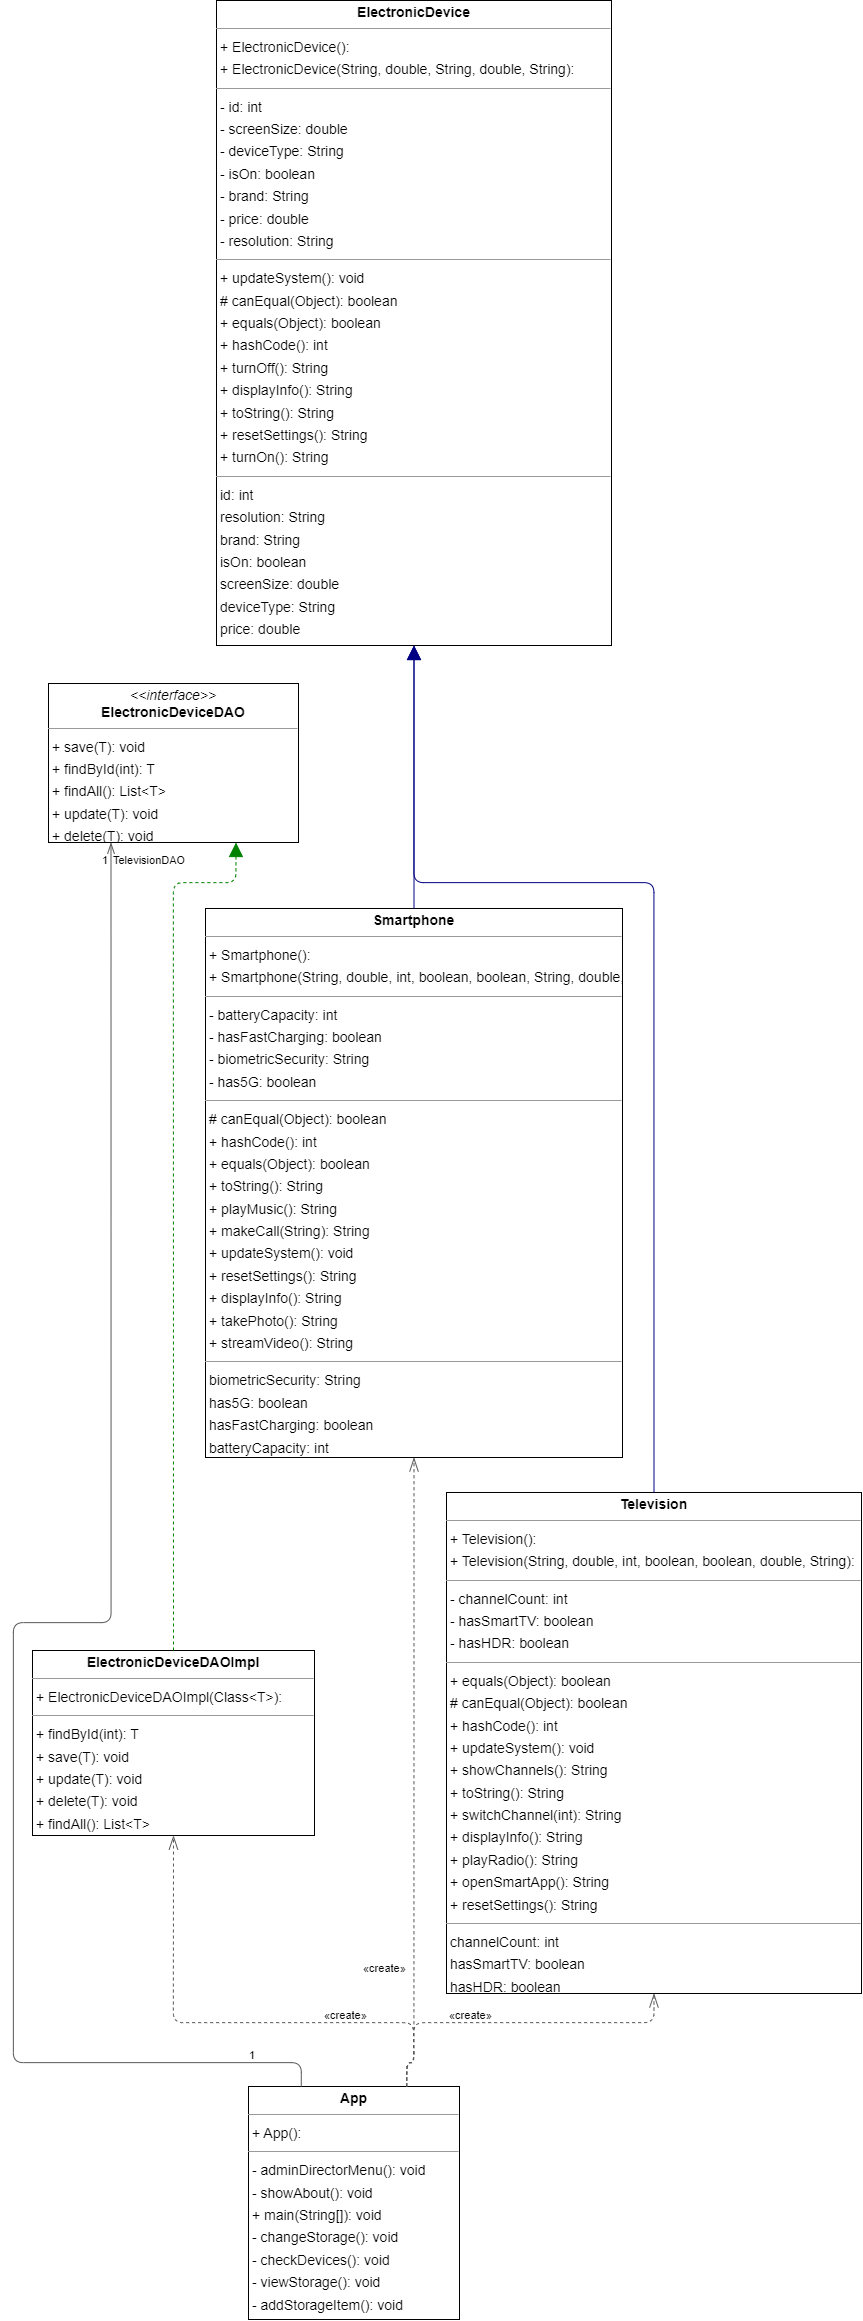 ElectronicDevice
+ ElectronicDevice():
+ ElectronicDevice(String, double, String, double, String):
- id: int
- screenSize: double
- deviceType: String
- isOn: boolean
- brand: String
- price: double
- resolution: String
+ updateSystem(): void
# canEqual(Object): boolean
+ equals(Object): boolean
+ hashCode(): int
+ turnOff(): String
+ displayInfo(): String
+ toString(): String
+ resetSettings(): String
+ turnOn(): String
id: int
resolution: String
brand: String
isOn: boolean
screenSize: double
deviceType: String
price: double
<<interface>>
ElectronicDeviceDAO
+ save(T): void
+ findById(int): T
+ findAll(): List<T>
+ update(T): void
+ delete(T): void
1 TelevisionDAO
Smartphone
+ Smartphone():
+ Smartphone(String, double, int, boolean, boolean, String, double,
- batteryCapacity: int
- hasFastCharging: boolean
- biometricSecurity: String
- has5G: boolean
# canEqual(Object): boolean
+ hashCode(): int
+ equals(Object): boolean
+ toString(): String
+ playMusic(): String
+ makeCall(String): String
+ updateSystem(): void
+ resetSettings(): String
+ displayInfo(): String
+ takePhoto(): String
+ streamVideo(): String
biometricSecurity: String
has5G: boolean
hasFastCharging: boolean
batteryCapacity: int
Television
+ Television():
+ Television(String, double, int, boolean, boolean, double, String):
- channelCount: int
- hasSmartTV: boolean
- hasHDR: boolean
+ equals(Object): boolean
# canEqual(Object): boolean
+ hashCode(): int
+ updateSystem(): void
+ showChannels(): String
+ toString(): String
+ switchChannel(int): String
+ displayInfo(): String
+ playRadio(): String
+ openSmartApp(): String
+ resetSettings(): String
channelCount: int
hasSmartTV: boolean
hasHDR: boolean
ElectronicDeviceDAOImpl
+ ElectronicDeviceDAOImpl(Class<T>):
+ findById(int): T
+ save(T): void
+ update(T): void
+ delete(T): void
+ findAll(): List<T>
«create»
«create»
«create»
1
App
+ App():
- adminDirectorMenu(): void
- showAbout(): void
+ main(String[]): void
- changeStorage(): void
- checkDevices(): void
- viewStorage(): void
- addStorageItem(): void